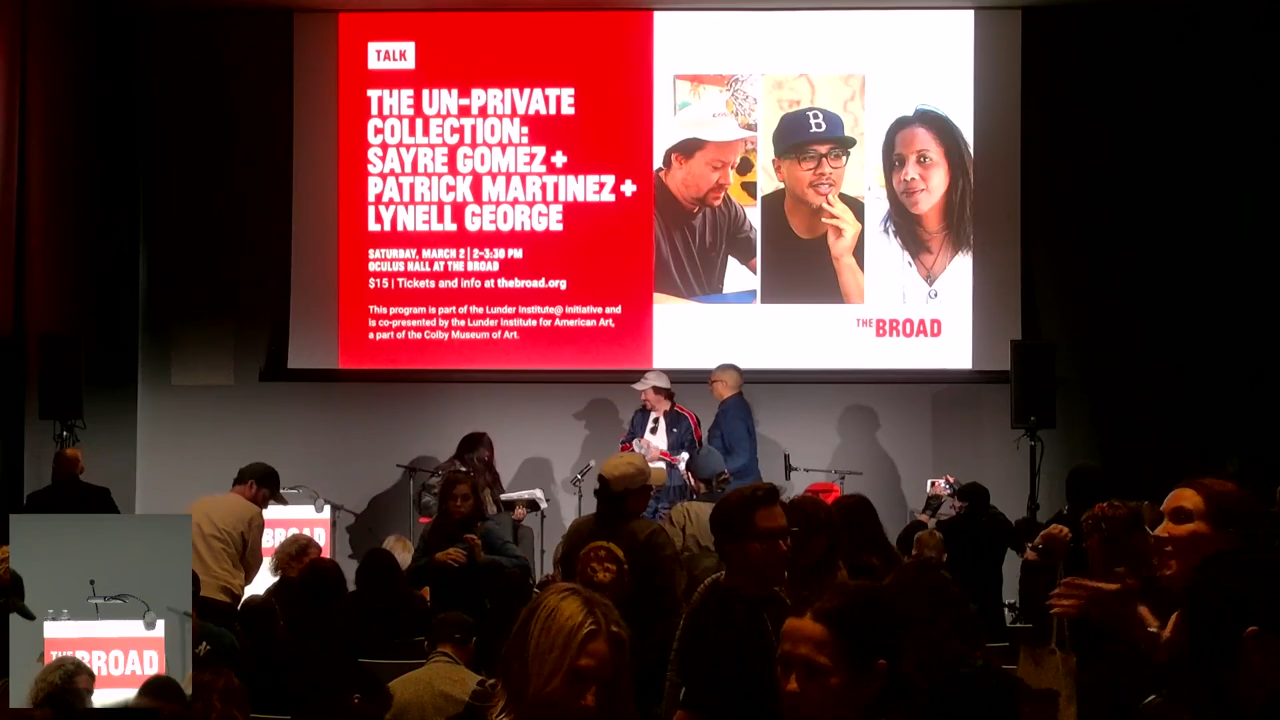 TALK
THE UN-PRIVATE
COLLECTION:
SAYRE GOMEZ +
PATRICK MARTINEZ +
LYNELL GEORGE
SATURDAY, MARCH 2 | 2–3:30 PM
OCULUS HALL AT THE BROAD
$15 | Tickets and info at thebroad.org
This program is part of the Lunder Institute@ initiative and
is co-presented by the Lunder Institute for American Art,
a part of the Colby Museum of Art.
B
THE BROAD
BROAD
THE BROAD